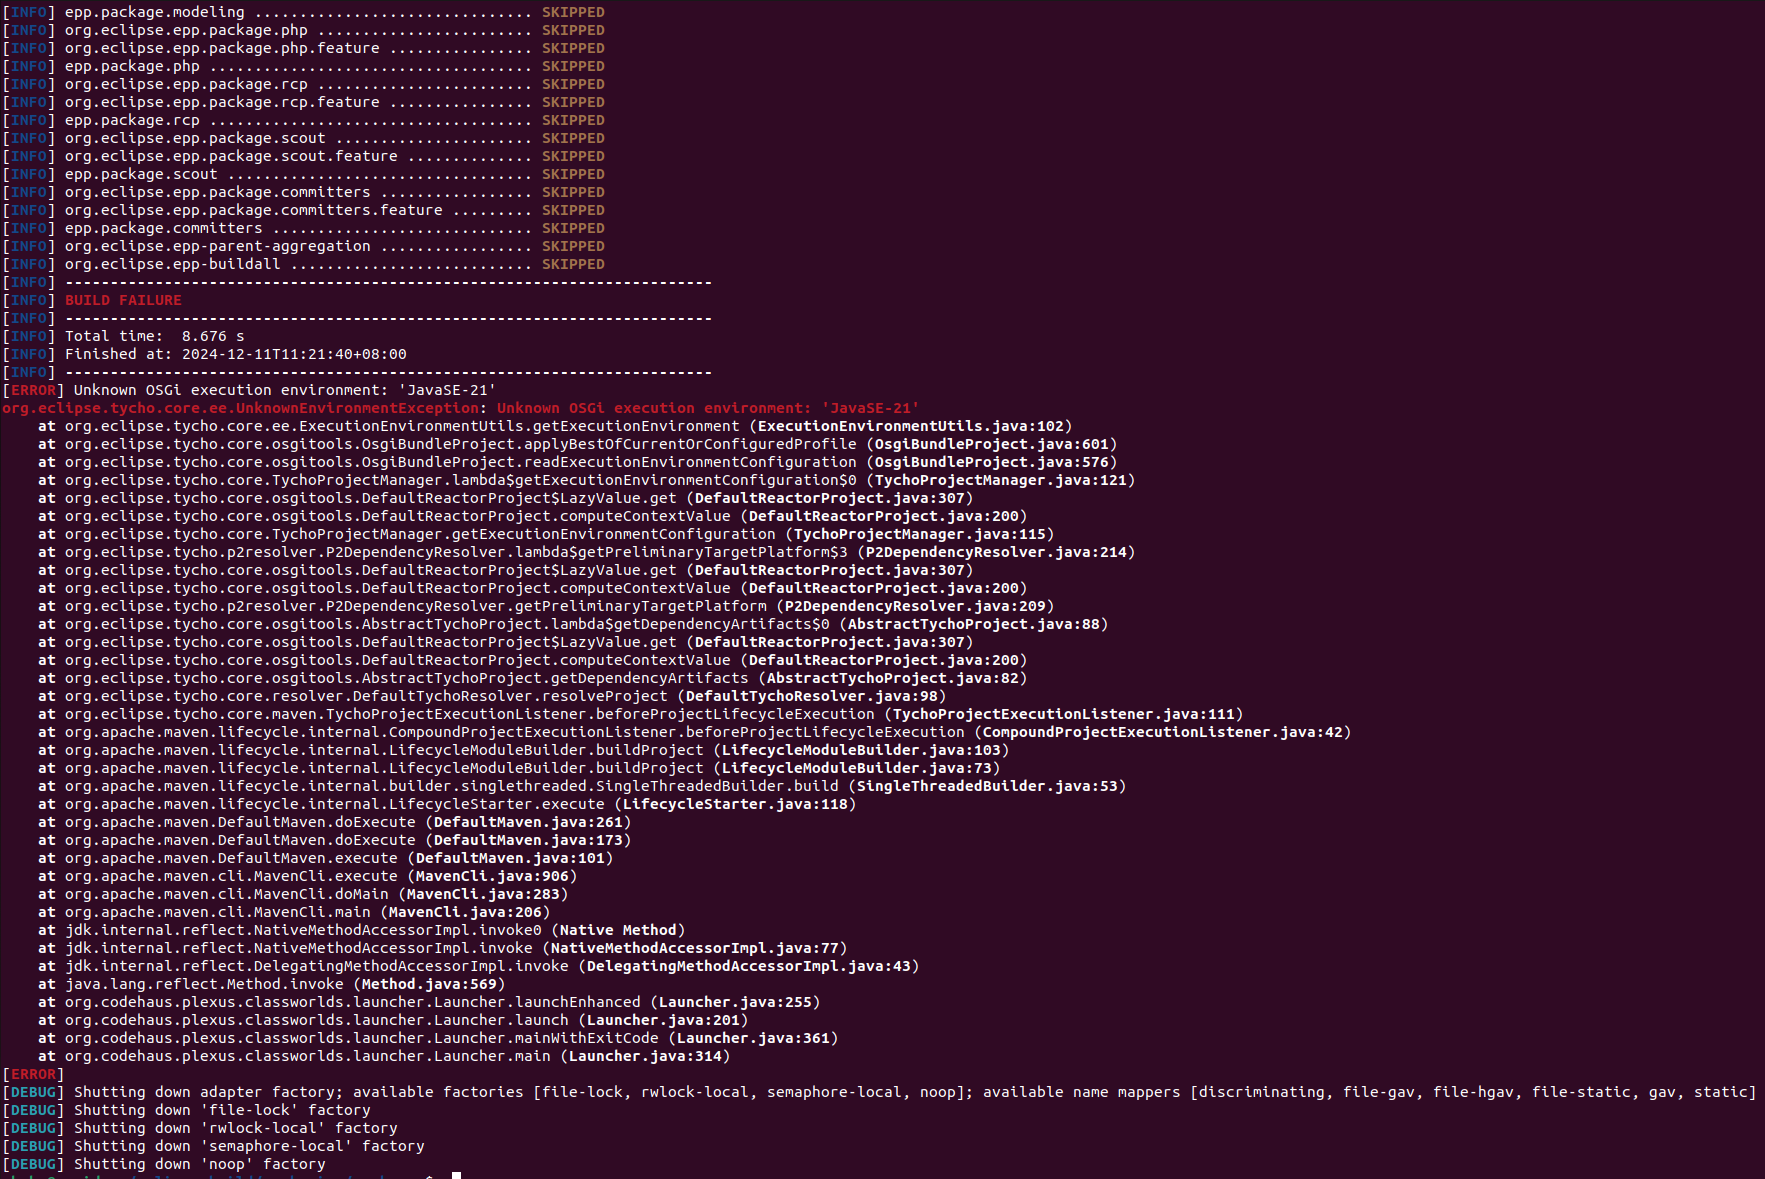 [INFO] epp.package.modeling ............................... SKIPPED
[INFO] org.eclipse.epp.package.php ........................ SKIPPED
[INFO] org.eclipse.epp.package.php.feature ................ SKIPPED
[INFO] epp.package.php .................................... SKIPPED
[INFO] org.eclipse.epp.package.rcp ........................ SKIPPED
[INFO] org.eclipse.epp.package.rcp.feature ................ SKIPPED
[INFO] epp.package.rcp .................................... SKIPPED
[INFO] org.eclipse.epp.package.scout ...................... SKIPPED
[INFO] org.eclipse.epp.package.scout.feature .............. SKIPPED
[INFO] epp.package.scout .................................. SKIPPED
[INFO] org.eclipse.epp.package.committers ................. SKIPPED
[INFO] org.eclipse.epp.package.committers.feature ......... SKIPPED
[INFO] epp.package.committers ............................. SKIPPED
[INFO] org.eclipse.epp-parent-aggregation ................. SKIPPED
[INFO] org.eclipse.epp-buildall ........................... SKIPPED
[INFO] ------------------------------------------------------------------------
[INFO] BUILD FAILURE
[INFO] ------------------------------------------------------------------------
[INFO] Total time:  8.676 s
[INFO] Finished at: 2024-12-11T11:21:40+08:00
[INFO] ------------------------------------------------------------------------
[ERROR] Unknown OSGi execution environment: 'JavaSE-21'
org.eclipse.tycho.core.ee.UnknownEnvironmentException: Unknown OSGi execution environment: 'JavaSE-21'
    at org.eclipse.tycho.core.ee.ExecutionEnvironmentUtils.getExecutionEnvironment (ExecutionEnvironmentUtils.java:102)
    at org.eclipse.tycho.core.osgitools.OsgiBundleProject.applyBestOfCurrentOrConfiguredProfile (OsgiBundleProject.java:601)
    at org.eclipse.tycho.core.osgitools.OsgiBundleProject.readExecutionEnvironmentConfiguration (OsgiBundleProject.java:576)
    at org.eclipse.tycho.core.TychoProjectManager.lambda$getExecutionEnvironmentConfiguration$0 (TychoProjectManager.java:121)
    at org.eclipse.tycho.core.osgitools.DefaultReactorProject$LazyValue.get (DefaultReactorProject.java:307)
    at org.eclipse.tycho.core.osgitools.DefaultReactorProject.computeContextValue (DefaultReactorProject.java:200)
    at org.eclipse.tycho.core.TychoProjectManager.getExecutionEnvironmentConfiguration (TychoProjectManager.java:115)
    at org.eclipse.tycho.p2resolver.P2DependencyResolver.lambda$getPreliminaryTargetPlatform$3 (P2DependencyResolver.java:214)
    at org.eclipse.tycho.core.osgitools.DefaultReactorProject$LazyValue.get (DefaultReactorProject.java:307)
    at org.eclipse.tycho.core.osgitools.DefaultReactorProject.computeContextValue (DefaultReactorProject.java:200)
    at org.eclipse.tycho.p2resolver.P2DependencyResolver.getPreliminaryTargetPlatform (P2DependencyResolver.java:209)
    at org.eclipse.tycho.core.osgitools.AbstractTychoProject.lambda$getDependencyArtifacts$0 (AbstractTychoProject.java:88)
    at org.eclipse.tycho.core.osgitools.DefaultReactorProject$LazyValue.get (DefaultReactorProject.java:307)
    at org.eclipse.tycho.core.osgitools.DefaultReactorProject.computeContextValue (DefaultReactorProject.java:200)
    at org.eclipse.tycho.core.osgitools.AbstractTychoProject.getDependencyArtifacts (AbstractTychoProject.java:82)
    at org.eclipse.tycho.core.resolver.DefaultTychoResolver.resolveProject (DefaultTychoResolver.java:98)
    at org.eclipse.tycho.core.maven.TychoProjectExecutionListener.beforeProjectLifecycleExecution (TychoProjectExecutionListener.java:111)
    at org.apache.maven.lifecycle.internal.CompoundProjectExecutionListener.beforeProjectLifecycleExecution (CompoundProjectExecutionListener.java:42)
    at org.apache.maven.lifecycle.internal.LifecycleModuleBuilder.buildProject (LifecycleModuleBuilder.java:103)
    at org.apache.maven.lifecycle.internal.LifecycleModuleBuilder.buildProject (LifecycleModuleBuilder.java:73)
    at org.apache.maven.lifecycle.internal.builder.singlethreaded.SingleThreadedBuilder.build (SingleThreadedBuilder.java:53)
    at org.apache.maven.lifecycle.internal.LifecycleStarter.execute (LifecycleStarter.java:118)
    at org.apache.maven.DefaultMaven.doExecute (DefaultMaven.java:261)
    at org.apache.maven.DefaultMaven.doExecute (DefaultMaven.java:173)
    at org.apache.maven.DefaultMaven.execute (DefaultMaven.java:101)
    at org.apache.maven.cli.MavenCli.execute (MavenCli.java:906)
    at org.apache.maven.cli.MavenCli.doMain (MavenCli.java:283)
    at org.apache.maven.cli.MavenCli.main (MavenCli.java:206)
    at jdk.internal.reflect.NativeMethodAccessorImpl.invoke0 (Native Method)
    at jdk.internal.reflect.NativeMethodAccessorImpl.invoke (NativeMethodAccessorImpl.java:77)
    at jdk.internal.reflect.DelegatingMethodAccessorImpl.invoke (DelegatingMethodAccessorImpl.java:43)
    at java.lang.reflect.Method.invoke (Method.java:569)
    at org.codehaus.plexus.classworlds.launcher.Launcher.launchEnhanced (Launcher.java:255)
    at org.codehaus.plexus.classworlds.launcher.Launcher.launch (Launcher.java:201)
    at org.codehaus.plexus.classworlds.launcher.Launcher.mainWithExitCode (Launcher.java:361)
    at org.codehaus.plexus.classworlds.launcher.Launcher.main (Launcher.java:314)
[ERROR]
[DEBUG] Shutting down adapter factory; available factories [file-lock, rwlock-local, semaphore-local, noop]; available name mappers [discriminating, file-gav, file-hgav, file-static, gav, static]
[DEBUG] Shutting down 'file-lock' factory
[DEBUG] Shutting down 'rwlock-local' factory
[DEBUG] Shutting down 'semaphore-local' factory
[DEBUG] Shutting down 'noop' factory